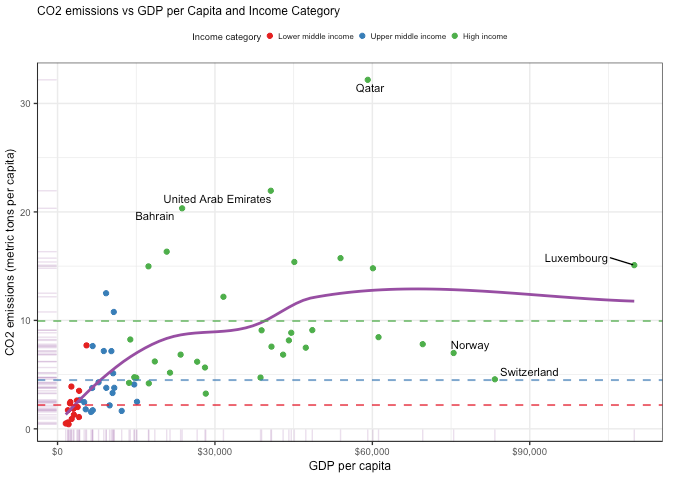 CO2 emissions vs GDP per Capita and Income Category
Income category Lower middle income Upper middle income High income
CO2 emissions (metric tons per capita)
30
20
10
0
Qatar
United Arab Emirates
Bahrain
Luxembourg
Norway
Switzerland
$0 $30,000 $60,000 $90,000
GDP per capita